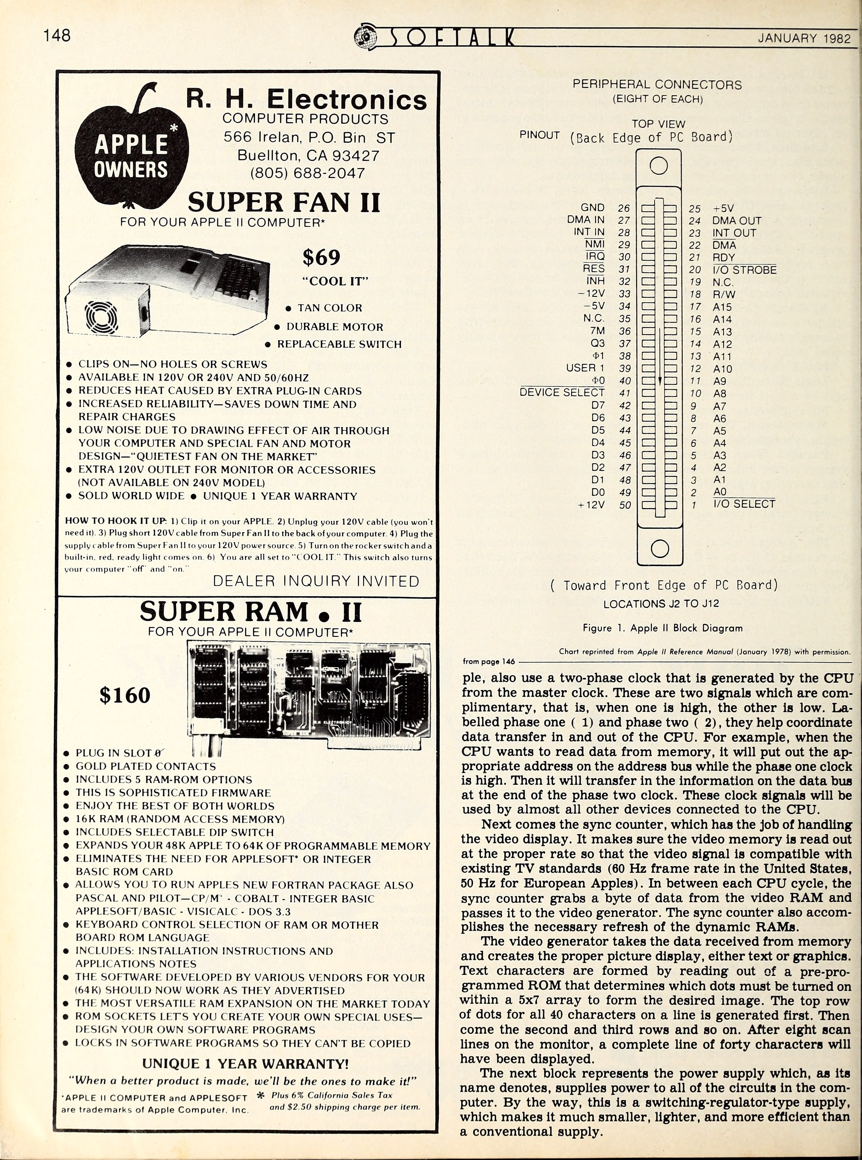 148
SOFTALK
JANUARY 1982
APPLE*
OWNERS
R. H. Electronics
COMPUTER PRODUCTS
566 Irelan, P.O. Bin ST
Buellton, CA 93427
(805) 688-2047
SUPER FAN II
FOR YOUR APPLE II COMPUTER*
$69
"COOL IT"
• TAN COLOR
• DURABLE MOTOR
• REPLACEABLE SWITCH
• CLIPS ON—NO HOLES OR SCREWS
• AVAILABLE IN 120V OR 240V AND 50/60HZ
• REDUCES HEAT CAUSED BY EXTRA PLUG-IN CARDS
• INCREASED RELIABILITY—SAVES DOWN TIME AND
REPAIR CHARGES
• LOW NOISE DUE TO DRAWING EFFECT OF AIR THROUGH
YOUR COMPUTER AND SPECIAL FAN AND MOTOR
DESIGN—"QUIETEST FAN ON THE MARKET"
• EXTRA 120V OUTLET FOR MONITOR OR ACCESSORIES
(NOT AVAILABLE ON 240V MODEL)
• SOLD WORLD WIDE • UNIQUE 1 YEAR WARRANTY
HOW TO HOOK IT UP: 1) Clip it on your APPLE. 2) Unplug your 120V cable (you won't
need it). 3) Plug short 120V cable from Super Fan II to the back of your computer. 4) Plug the
supply cable from Super Fan II to your 120V power source. 5) Turn on the rocker switch and a
built-in, red, ready light comes on. 6) You are all set to "COOL IT." This switch also turns
your computer "off" and "on."
DEALER INQUIRY INVITED
SUPER RAM • II
FOR YOUR APPLE II COMPUTER*
$160
• PLUG IN SLOT 0
• GOLD PLATED CONTACTS
• INCLUDES 5 RAM-ROM OPTIONS
• THIS IS SOPHISTICATED FIRMWARE
• ENJOY THE BEST OF BOTH WORLDS
• 16K RAM (RANDOM ACCESS MEMORY)
• INCLUDES SELECTABLE DIP SWITCH
• EXPANDS YOUR 48K APPLE TO 64K OF PROGRAMMABLE MEMORY
• ELIMINATES THE NEED FOR APPLESOFT* OR INTEGER
BASIC ROM CARD
• ALLOWS YOU TO RUN APPLES NEW FORTRAN PACKAGE ALSO
PASCAL AND PILOT—CP/M® - COBALT - INTEGER BASIC
APPLESOFT/BASIC - VISICALC - DOS 3.3
• KEYBOARD CONTROL SELECTION OF RAM OR MOTHER
BOARD ROM LANGUAGE
• INCLUDES: INSTALLATION INSTRUCTIONS AND
APPLICATIONS NOTES
• THE SOFTWARE DEVELOPED BY VARIOUS VENDORS FOR YOUR
(64K) SHOULD NOW WORK AS THEY ADVERTISED
• THE MOST VERSATILE RAM EXPANSION ON THE MARKET TODAY
• ROM SOCKETS LET'S YOU CREATE YOUR OWN SPECIAL USES—
DESIGN YOUR OWN SOFTWARE PROGRAMS
• LOCKS IN SOFTWARE PROGRAMS SO THEY CAN'T BE COPIED
UNIQUE 1 YEAR WARRANTY!
"When a better product is made, we'll be the ones to make it!"
*APPLE II COMPUTER and APPLESOFT
are trademarks of Apple Computer, Inc.
* Plus 6% California Sales Tax
and $2.50 shipping charge per item.
PERIPHERAL CONNECTORS
(EIGHT OF EACH)
TOP VIEW
PINOUT (Back Edge of PC Board)
GND 26 25 +5V
DMA IN 27 24 DMA OUT
INT IN 28 23 INT OUT
NMI 29 22 DMA
IRQ 30 21 RDY
RES 31 20 I/O STROBE
INH 32 19 N.C.
−12V 33 18 R/W
−5V 34 17 A15
N.C. 35 16 A14
7M 36 15 A13
Q3 37 14 A12
Φ1 38 13 A11
USER 1 39 12 A10
Φ0 40 11 A9
DEVICE SELECT 41 10 A8
D7 42 9 A7
D6 43 8 A6
D5 44 7 A5
D4 45 6 A4
D3 46 5 A3
D2 47 4 A2
D1 48 3 A1
D0 49 2 A0
+12V 50 1 I/O SELECT
( Toward Front Edge of PC Board)
LOCATIONS J2 TO J12
Figure 1. Apple II Block Diagram
Chart reprinted from Apple II Reference Manual (January 1978) with permission.
from page 146
ple, also use a two-phase clock that is generated by the CPU
from the master clock. These are two signals which are com-
plimentary, that is, when one is high, the other is low. La-
belled phase one ( 1) and phase two ( 2), they help coordinate
data transfer in and out of the CPU. For example, when the
CPU wants to read data from memory, it will put out the ap-
propriate address on the address bus while the phase one clock
is high. Then it will transfer in the information on the data bus
at the end of the phase two clock. These clock signals will be
used by almost all other devices connected to the CPU.
Next comes the sync counter, which has the job of handling
the video display. It makes sure the video memory is read out
at the proper rate so that the video signal is compatible with
existing TV standards (60 Hz frame rate in the United States,
50 Hz for European Apples). In between each CPU cycle, the
sync counter grabs a byte of data from the video RAM and
passes it to the video generator. The sync counter also accom-
plishes the necessary refresh of the dynamic RAMs.
The video generator takes the data received from memory
and creates the proper picture display, either text or graphics.
Text characters are formed by reading out of a pre-pro-
grammed ROM that determines which dots must be turned on
within a 5x7 array to form the desired image. The top row
of dots for all 40 characters on a line is generated first. Then
come the second and third rows and so on. After eight scan
lines on the monitor, a complete line of forty characters will
have been displayed.
The next block represents the power supply which, as its
name denotes, supplies power to all of the circuits in the com-
puter. By the way, this is a switching-regulator-type supply,
which makes it much smaller, lighter, and more efficient than
a conventional supply.